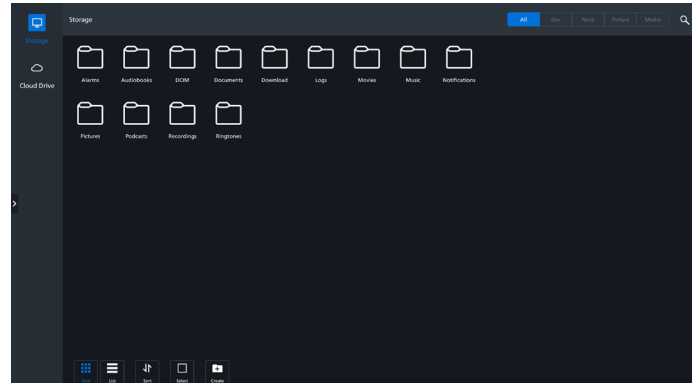 Storage
All Doc Note Picture Media
Storage
Cloud Drive
Alarms Audiobooks DCIM Documents Download Logs Movies Music Notifications
Pictures Podcasts Recordings Ringtones
Grid List Sort Select Create